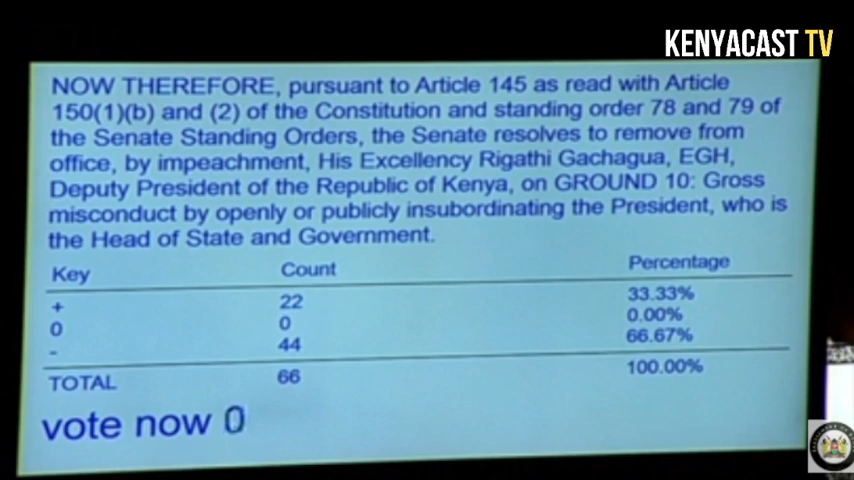 KENYACAST TV
NOW THEREFORE, pursuant to Article 145 as read with Article
150(1)(b) and (2) of the Constitution and standing order 78 and 79 of
the Senate Standing Orders, the Senate resolves to remove from
office, by impeachment, His Excellency Rigathi Gachagua, EGH,
Deputy President of the Republic of Kenya, on GROUND 10: Gross
misconduct by openly or publicly insubordinating the President, who is
the Head of State and Government.
Key Count Percentage
+ 22 33.33%
0 0 0.00%
- 44 66.67%
TOTAL 66 100.00%
vote now 0